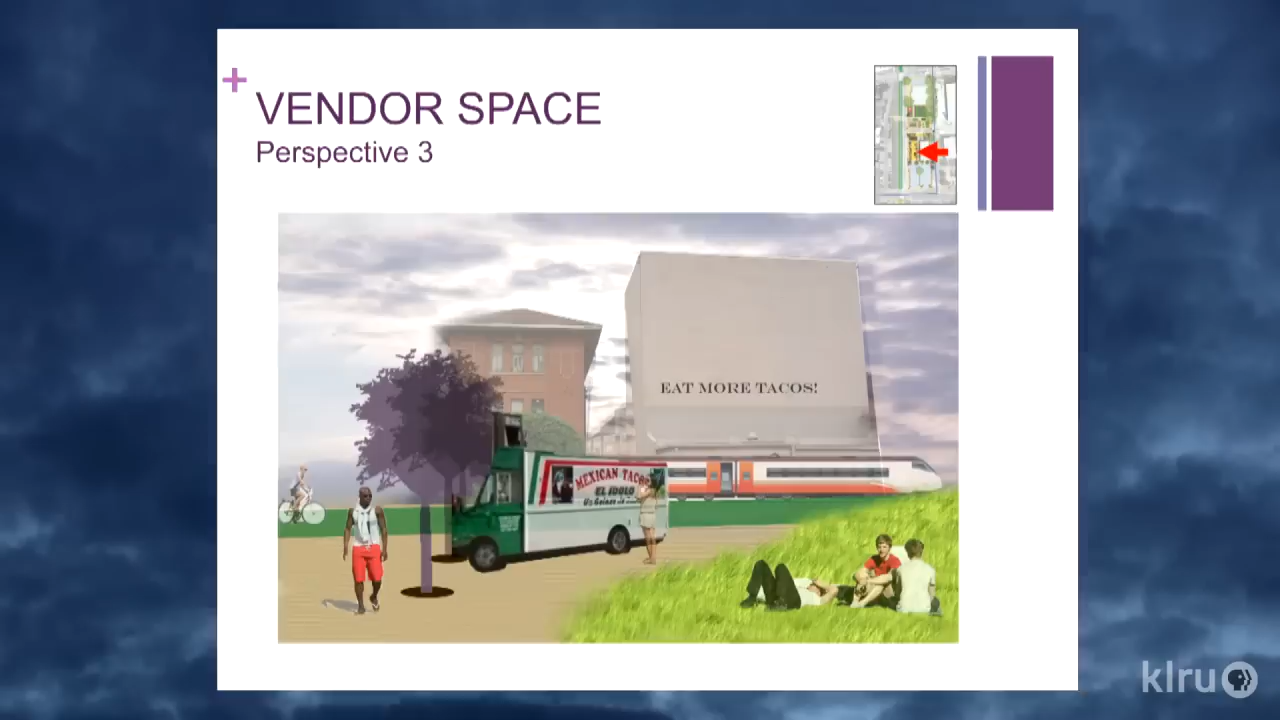 VENDOR SPACE
Perspective 3
EAT MORE TACOS!
MEXICAN TACOS
EL IDOLO
klru